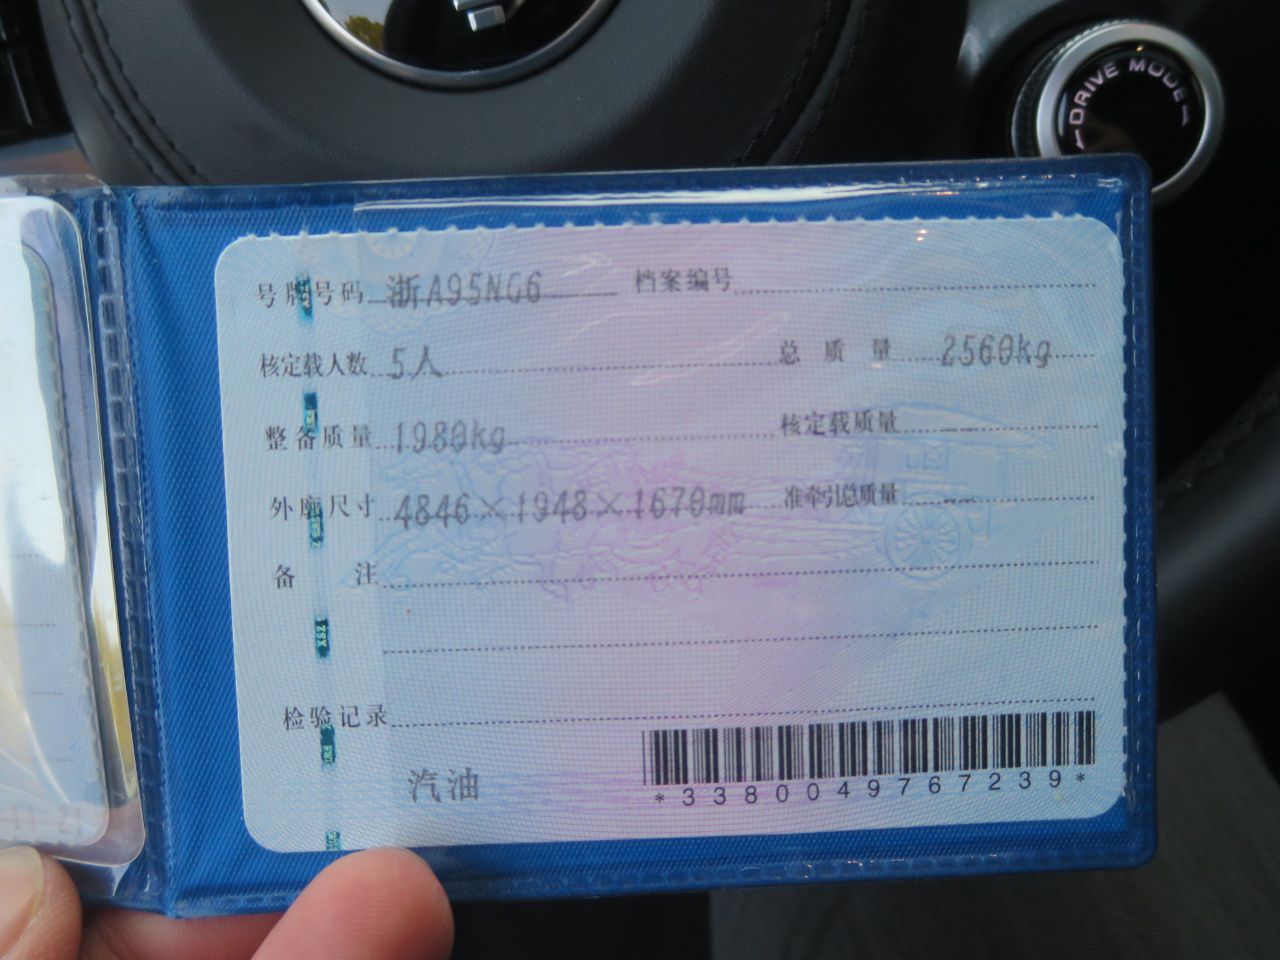 DRIVE MODE
号牌号码 浙A95NG6 档案编号
核定载人数 5人 总质量 2560kg
整备质量 1980kg 核定载质量 --
外廓尺寸 4846×1948×1670mm 准牵引总质量 --
备注
检验记录
汽油
*3380049767239*